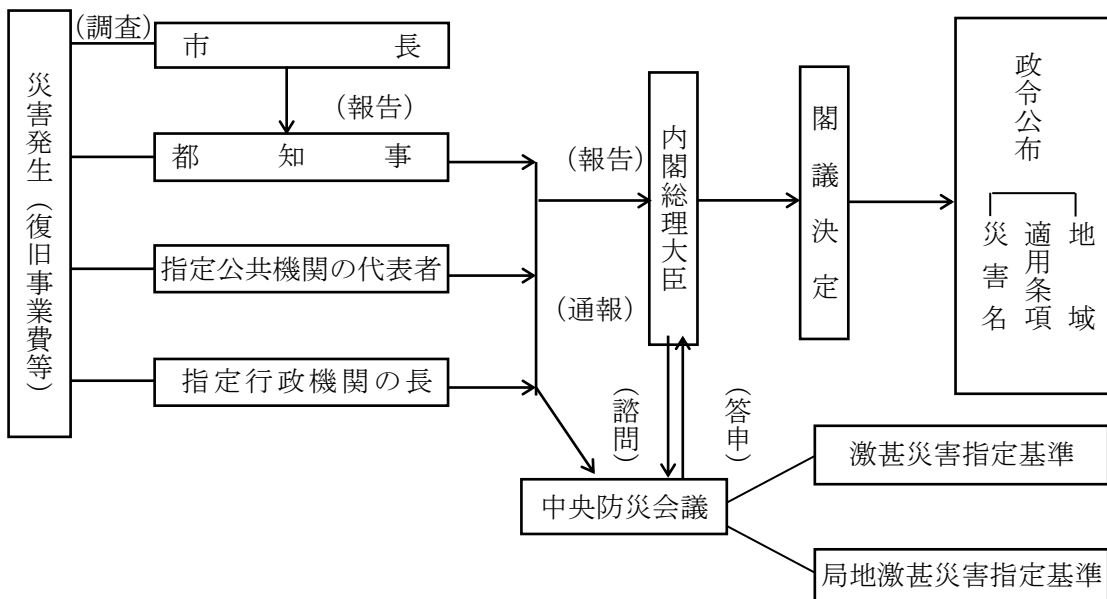 災害発生（復旧事業費等）
（調査）
市長
（報告）
都知事
指定公共機関の代表者
指定行政機関の長
（報告）
（通報）
内閣総理大臣
（諮問）
（答申）
中央防災会議
閣議決定
政令公布
災害名
適用条項
地域
激甚災害指定基準
局地激甚災害指定基準